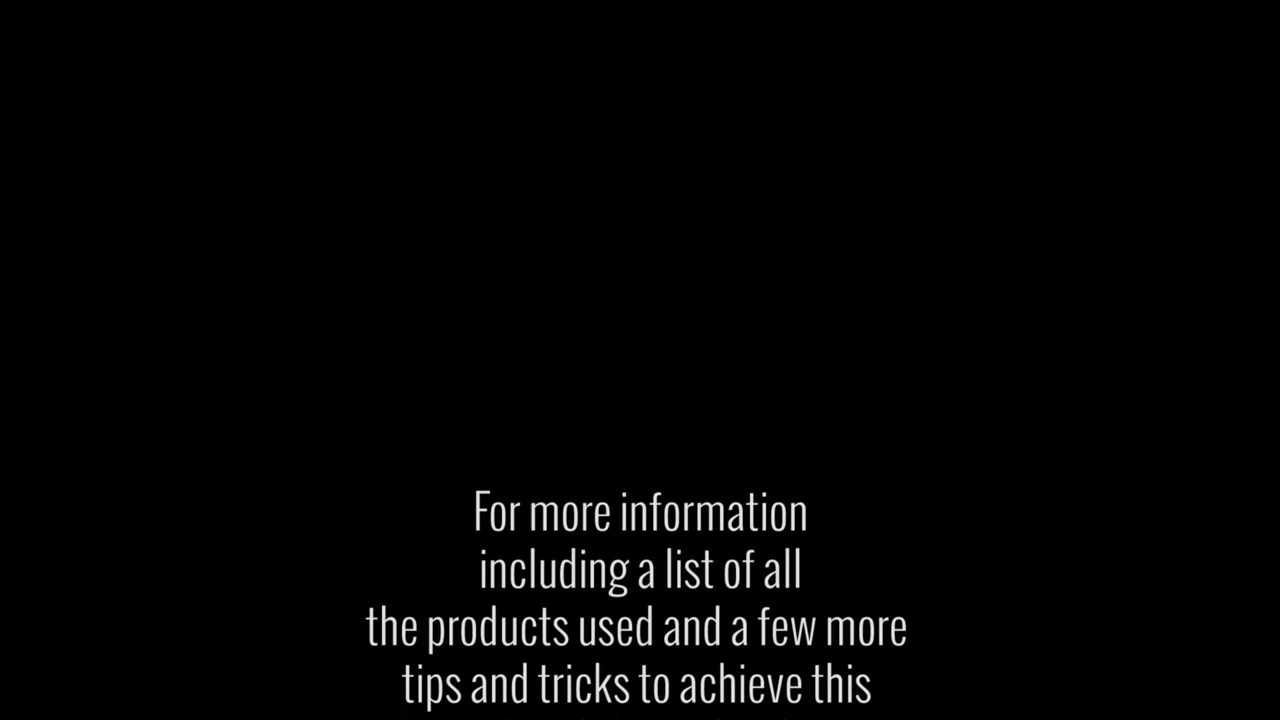 For more information
including a list of all
the products used and a few more
tips and tricks to achieve this